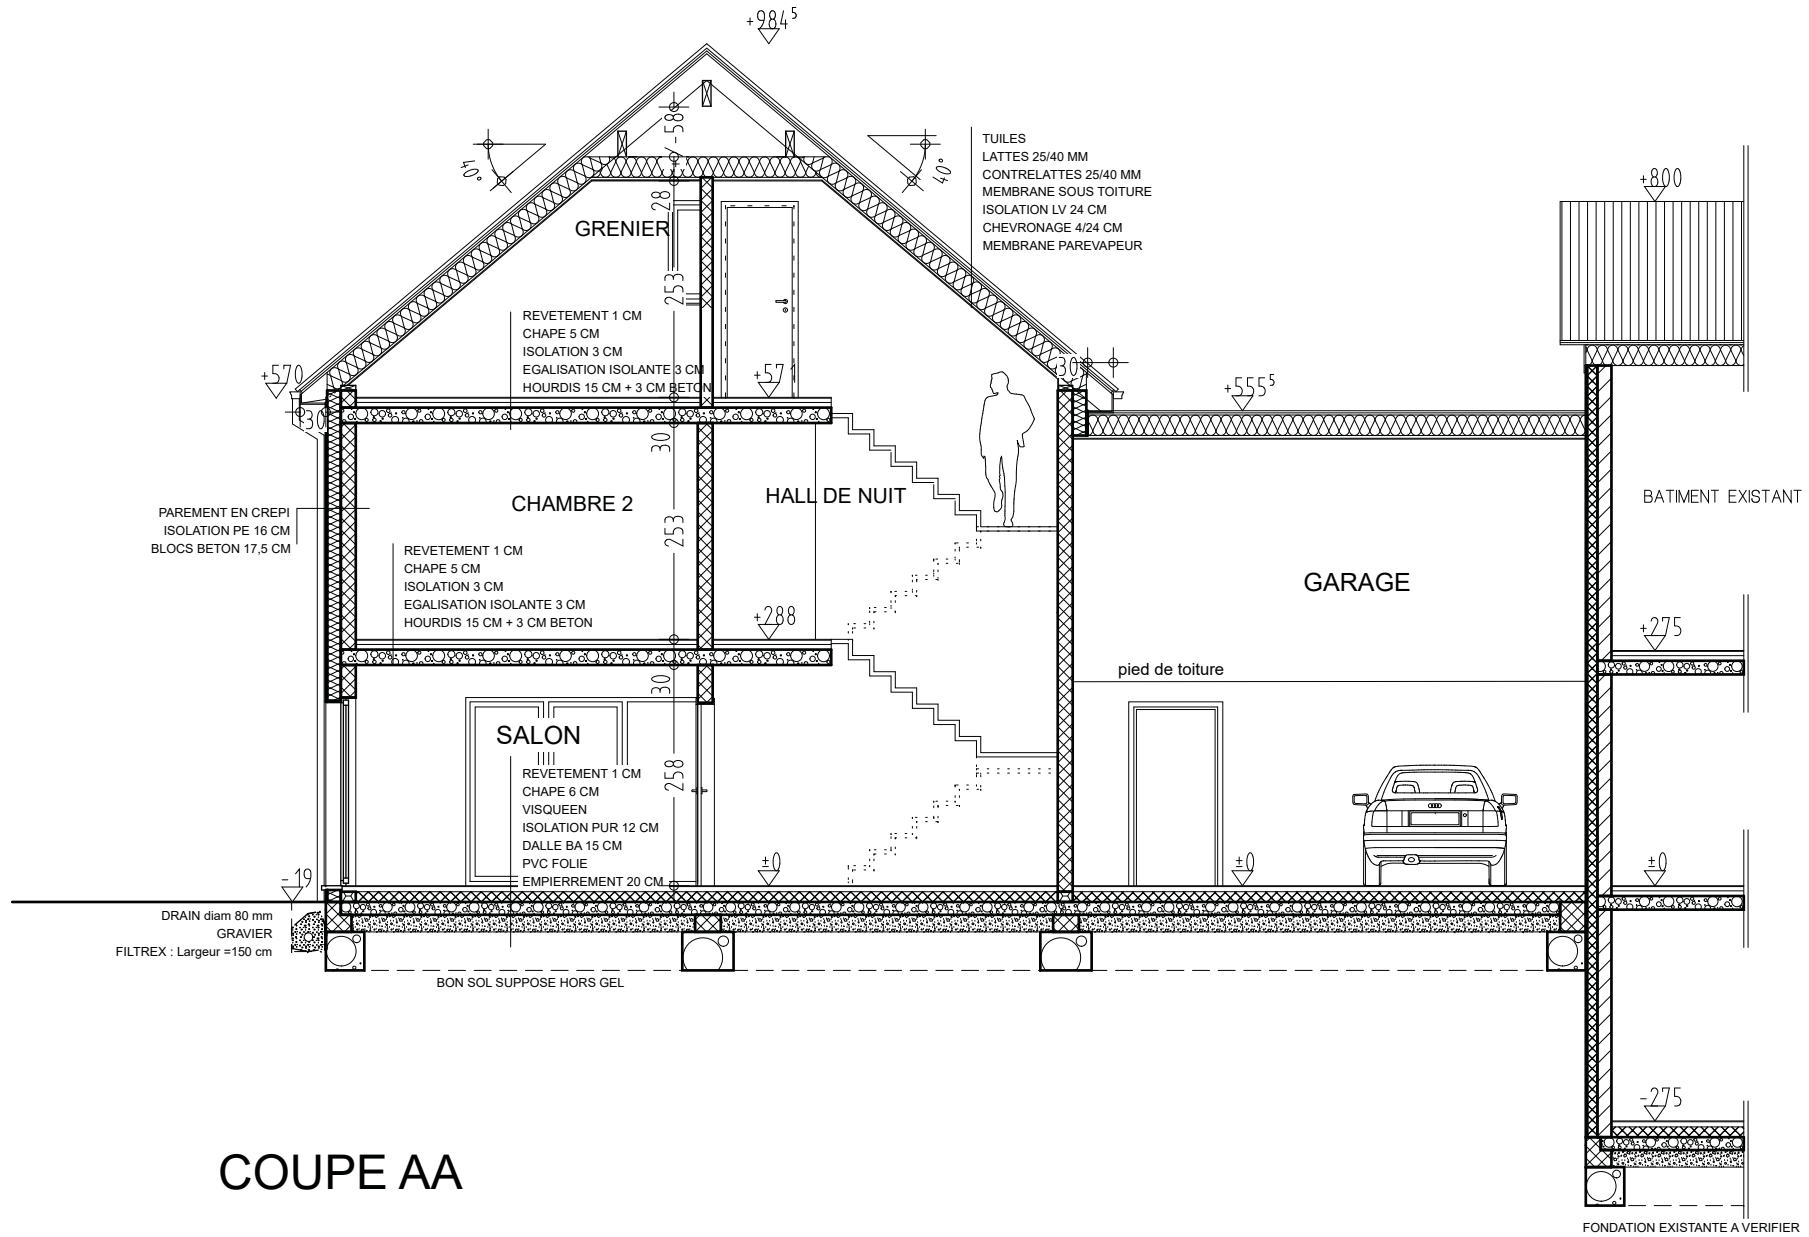 +984⁵
+/-58
40°
40°
TUILES
LATTES 25/40 MM
CONTRELATTES 25/40 MM
MEMBRANE SOUS TOITURE
ISOLATION LV 24 CM
CHEVRONAGE 4/24 CM
MEMBRANE PAREVAPEUR
+800
28
GRENIER
253
REVETEMENT 1 CM
CHAPE 5 CM
ISOLATION 3 CM
EGALISATION ISOLANTE 3 CM
HOURDIS 15 CM + 3 CM BETON
+570
+571
30
30
+555⁵
30
CHAMBRE 2
HALL DE NUIT
BATIMENT EXISTANT
PAREMENT EN CREPI
ISOLATION PE 16 CM
BLOCS BETON 17,5 CM
253
REVETEMENT 1 CM
CHAPE 5 CM
ISOLATION 3 CM
EGALISATION ISOLANTE 3 CM
HOURDIS 15 CM + 3 CM BETON
GARAGE
+288
+275
pied de toiture
30
SALON
258
REVETEMENT 1 CM
CHAPE 6 CM
VISQUEEN
ISOLATION PUR 12 CM
DALLE BA 15 CM
PVC FOLIE
EMPIERREMENT 20 CM
±0
±0
±0
-19
DRAIN diam 80 mm
GRAVIER
FILTREX : Largeur =150 cm
BON SOL SUPPOSE HORS GEL
-275
COUPE AA
FONDATION EXISTANTE A VERIFIER